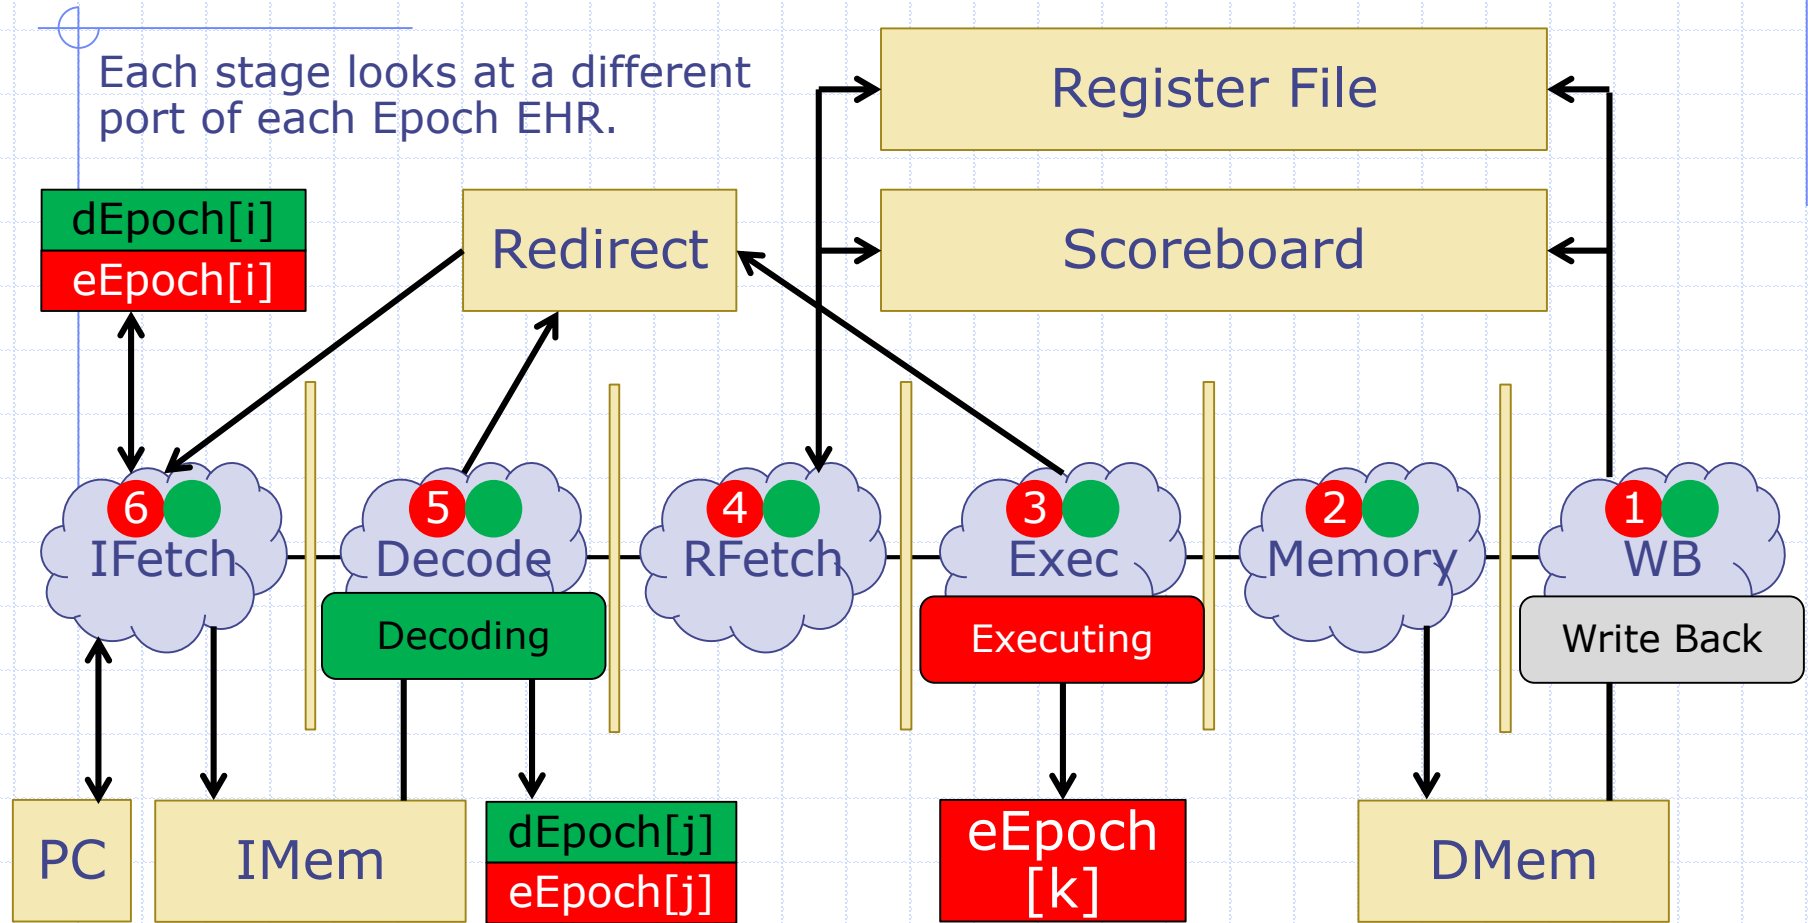 Each stage looks at a different
port of each Epoch EHR.
Register File
dEpoch[i]
eEpoch[i]
Redirect
Scoreboard
6
IFetch
5
Decode
4
RFetch
3
Exec
2
Memory
1
WB
Decoding
Executing
Write Back
PC
IMem
dEpoch[j]
eEpoch[j]
eEpoch
[k]
DMem